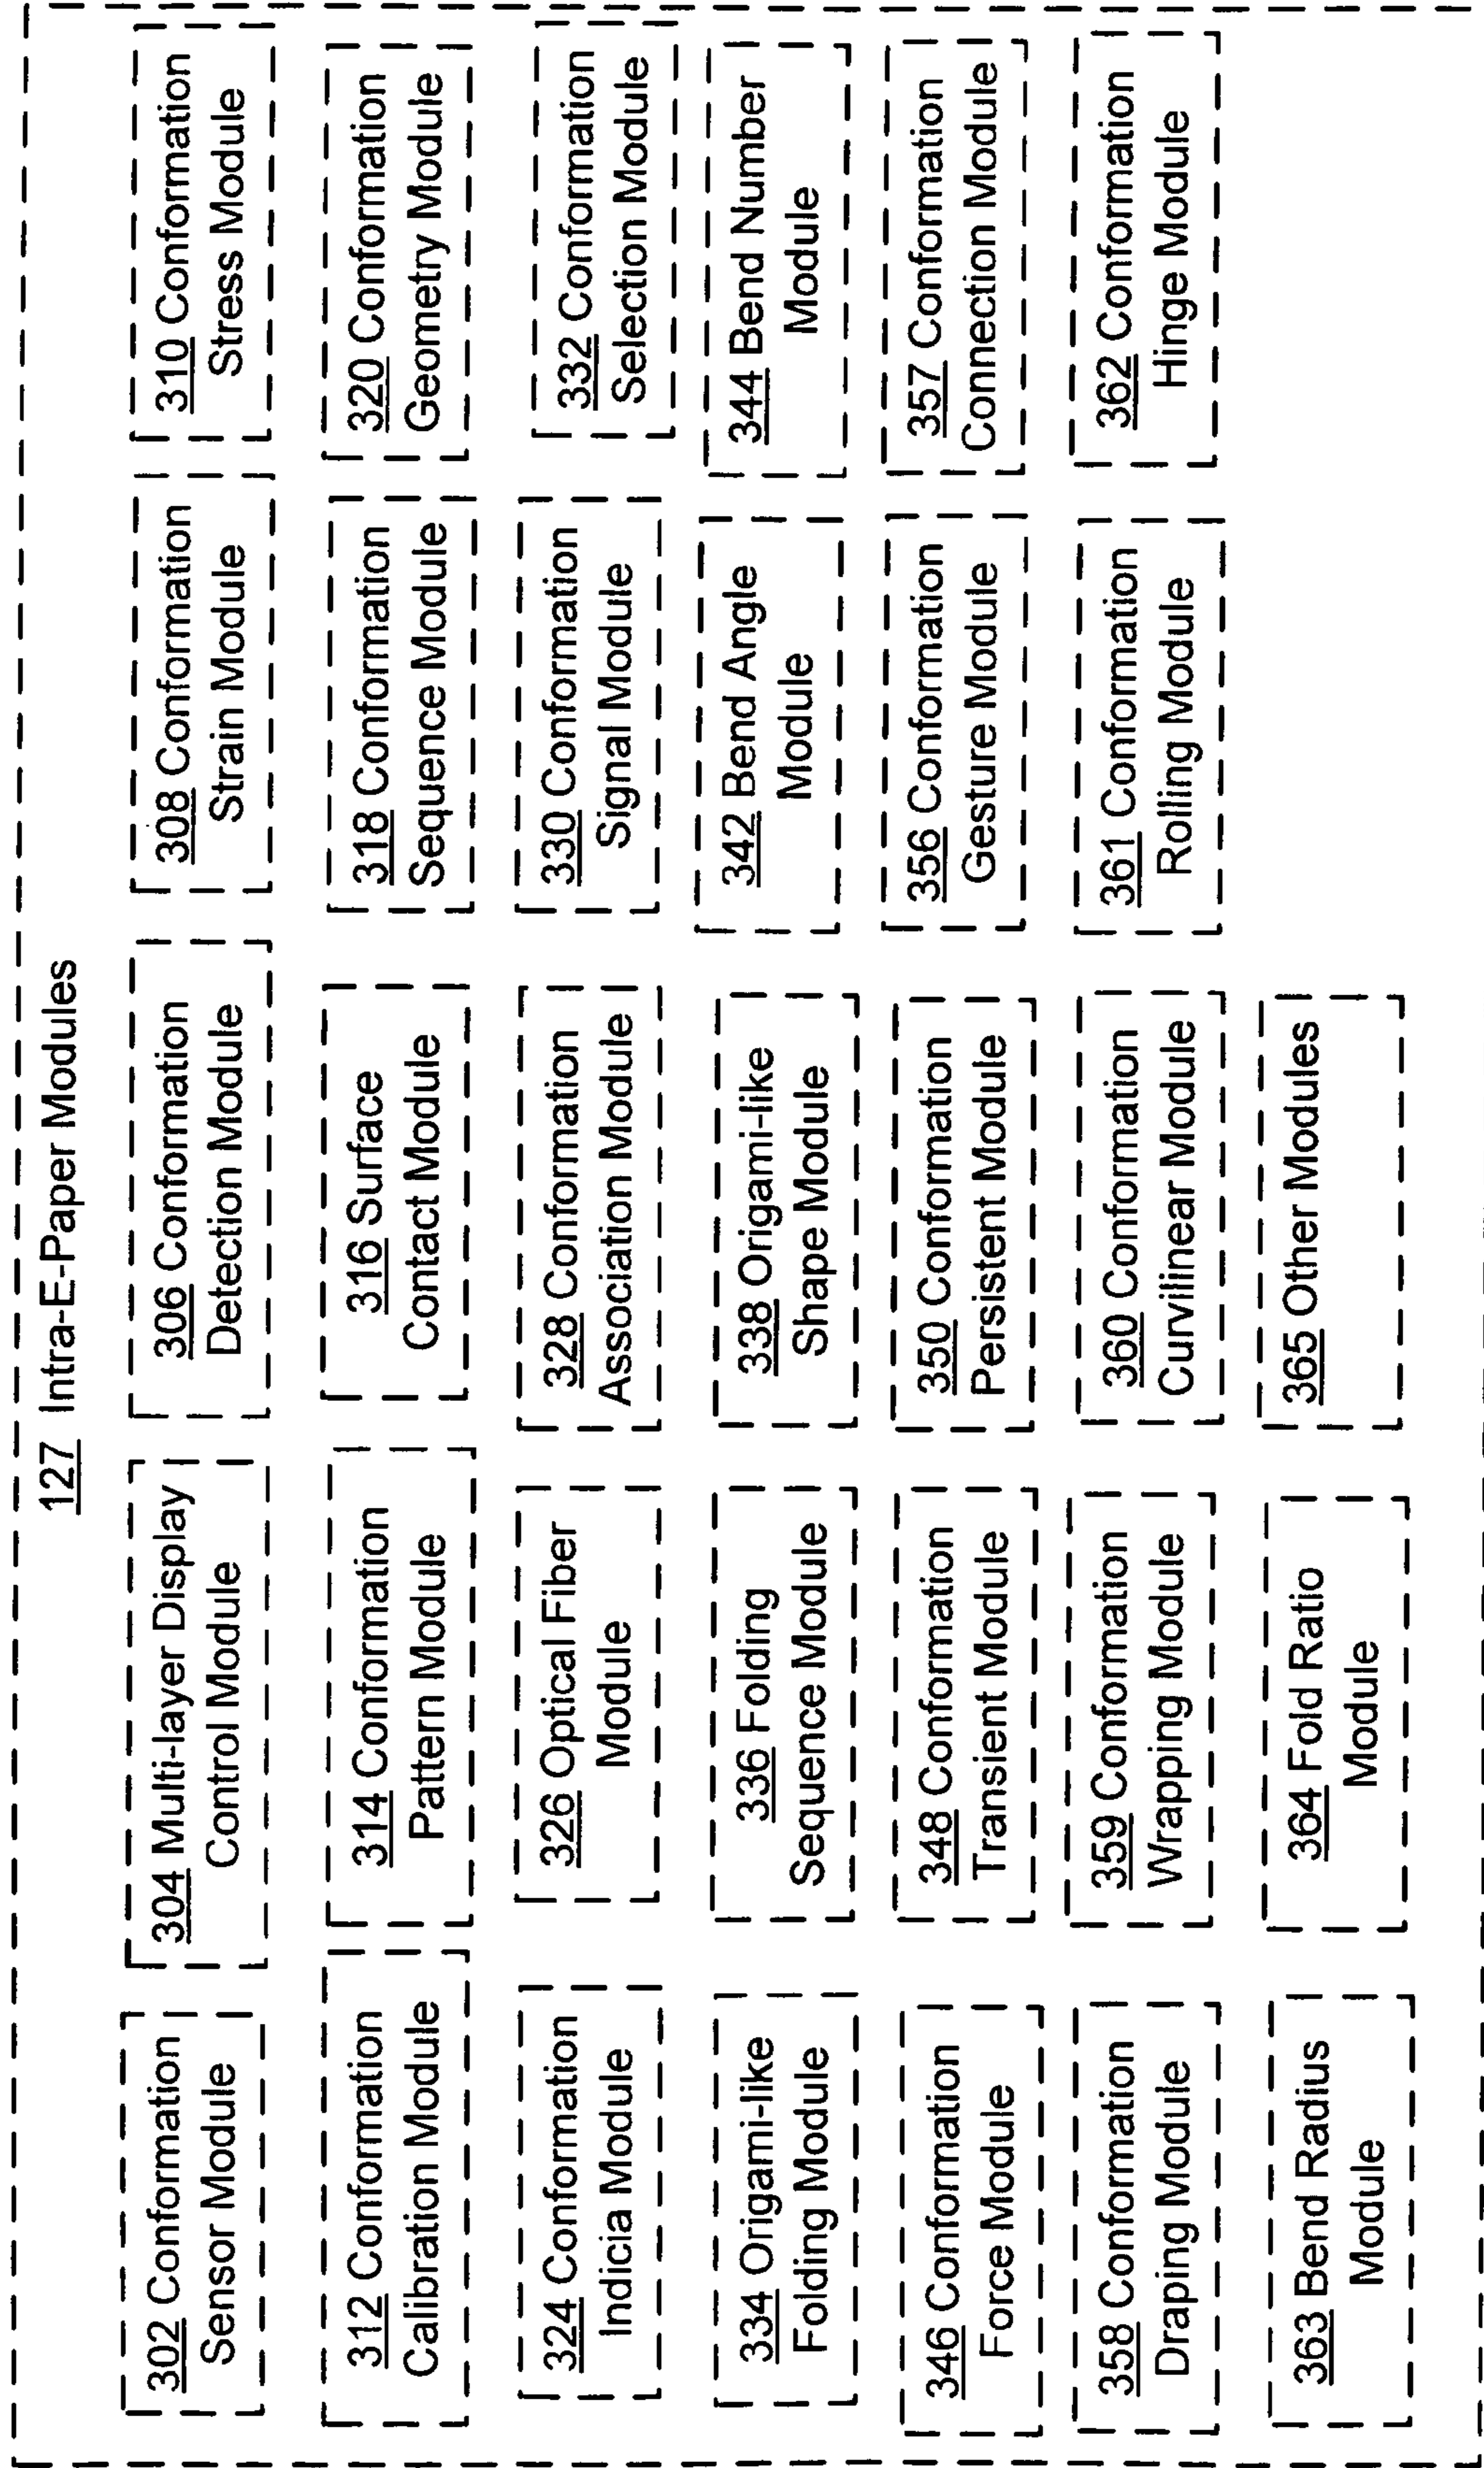 127 Intra-E-Paper Modules
302 Conformation
Sensor Module
304 Multi-layer Display
Control Module
306 Conformation
Detection Module
308 Conformation
Strain Module
310 Conformation
Stress Module
312 Conformation
Calibration Module
314 Conformation
Pattern Module
316 Surface
Contact Module
318 Conformation
Sequence Module
320 Conformation
Geometry Module
324 Conformation
Indicia Module
326 Optical Fiber
Module
328 Conformation
Association Module
330 Conformation
Signal Module
332 Conformation
Selection Module
334 Origami-like
Folding Module
336 Folding
Sequence Module
338 Origami-like
Shape Module
342 Bend Angle
Module
344 Bend Number
Module
346 Conformation
Force Module
348 Conformation
Transient Module
350 Conformation
Persistent Module
356 Conformation
Gesture Module
357 Conformation
Connection Module
358 Conformation
Draping Module
359 Conformation
Wrapping Module
360 Conformation
Curvilinear Module
361 Conformation
Rolling Module
362 Conformation
Hinge Module
363 Bend Radius
Module
364 Fold Ratio
Module
365 Other Modules